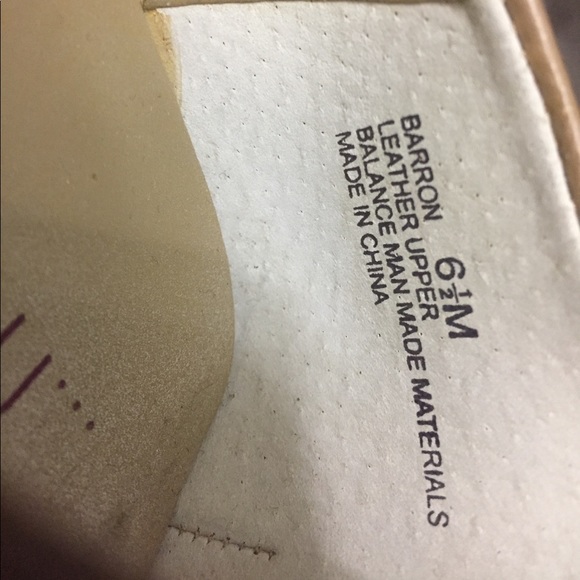 BARRON 6½M
LEATHER UPPER
BALANCE MAN MADE MATERIALS
MADE IN CHINA